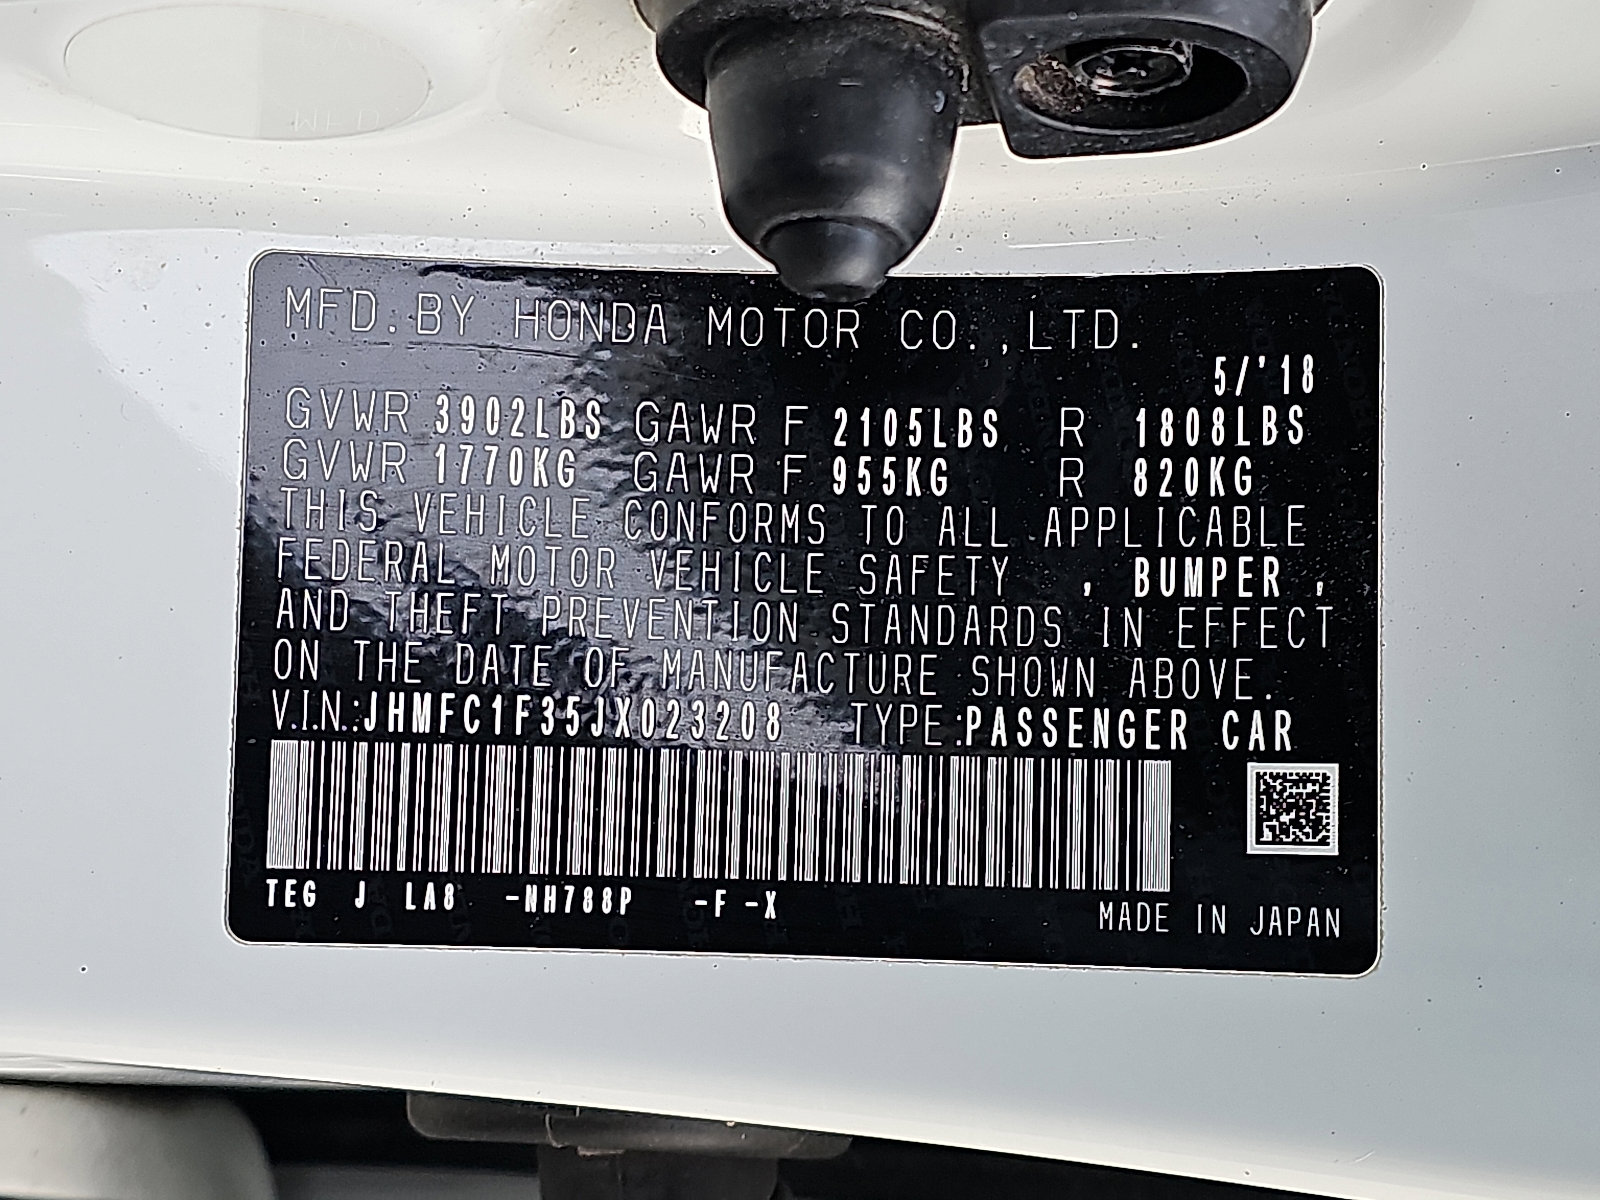 MFD. BY HONDA MOTOR CO.,LTD.
5/'18
GVWR 3902LBS GAWR F 2105LBS R 1808LBS
GVWR 1770KG GAWR F 955KG R 820KG
THIS VEHICLE CONFORMS TO ALL APPLICABLE
FEDERAL MOTOR VEHICLE SAFETY , BUMPER ,
AND THEFT PREVENTION STANDARDS IN EFFECT
ON THE DATE OF MANUFACTURE SHOWN ABOVE.
V.I.N.:JHMFC1F35JX023208 TYPE:PASSENGER CAR
TEG J LA8 -NH788P -F -X
MADE IN JAPAN